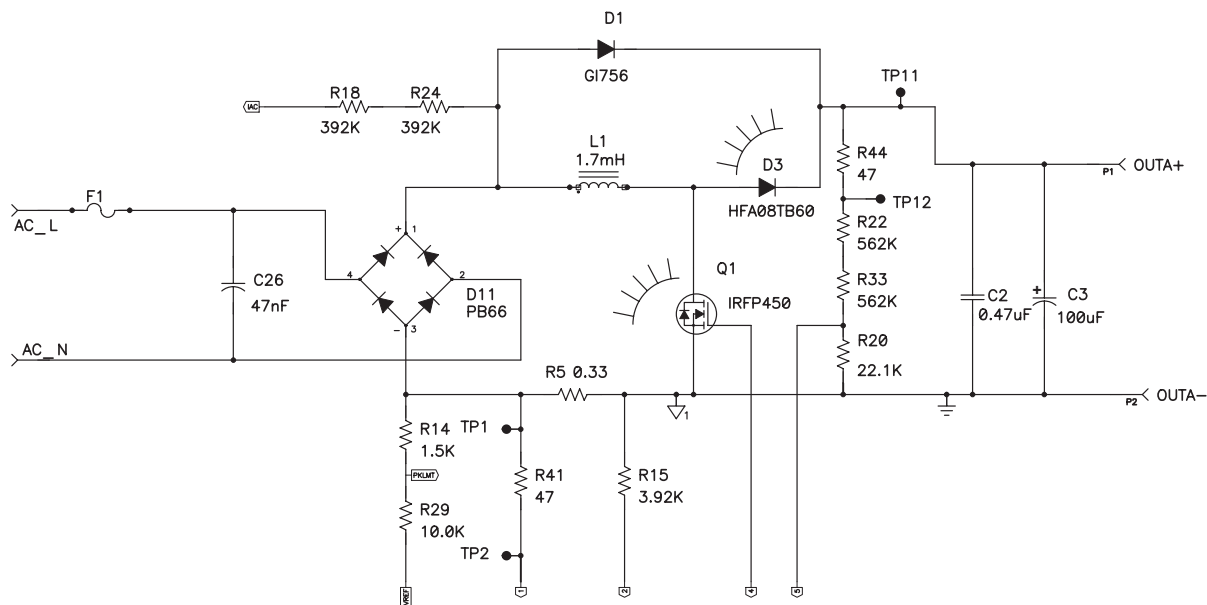 D1
GI756
TP11
IAC
R18
392K
R24
392K
L1
1.7mH
D3
HFA08TB60
R44
47
TP12
P1
OUTA+
F1
AC_L
C26
47nF
+
1
4
2
-
3
D11
PB66
Q1
IRFP450
R22
562K
R33
562K
R20
22.1K
C2
0.47uF
+
C3
100uF
AC_N
R5 0.33
1
P2
OUTA-
R14
1.5K
PKLMT
R29
10.0K
VREF
TP1
R41
47
TP2
R15
3.92K
1
2
4
5